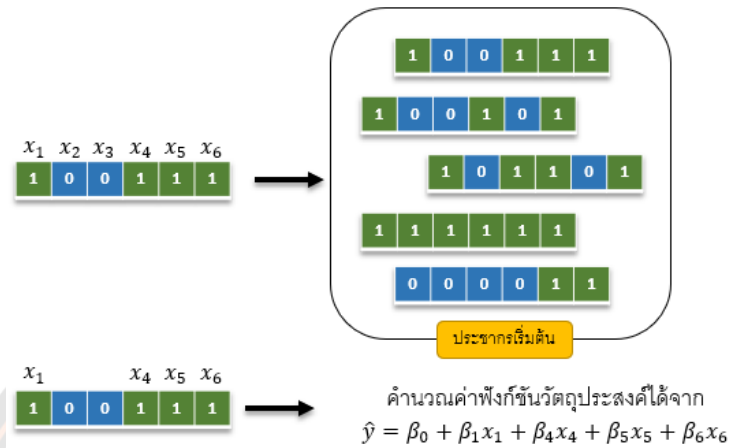 1 0 0 1 1 1
1 0 0 1 0 1
x₁ x₂ x₃ x₄ x₅ x₆
1 0 0 1 1 1
1 0 1 1 0 1
1 1 1 1 1 1
0 0 0 0 1 1
ประชากรเริ่มต้น
x₁ x₄ x₅ x₆
1 0 0 1 1 1
คำนวณค่าฟังก์ชันวัตถุประสงค์ได้จาก
ŷ = β₀ + β₁x₁ + β₄x₄ + β₅x₅ + β₆x₆